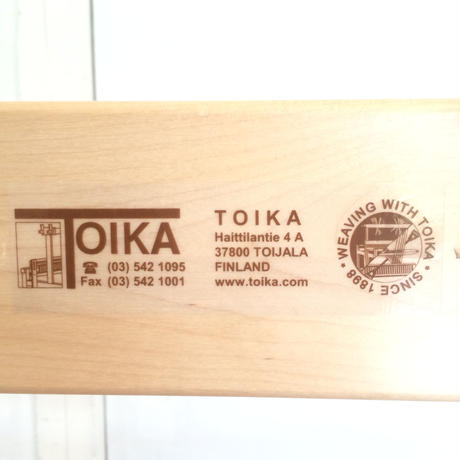 TOIKA
☎ (03) 542 1095
Fax (03) 542 1001
TOIKA
Haittilantie 4 A
37800 TOIJALA
FINLAND
www.toika.com
WEAVING WITH TOIKA • SINCE 1898 •